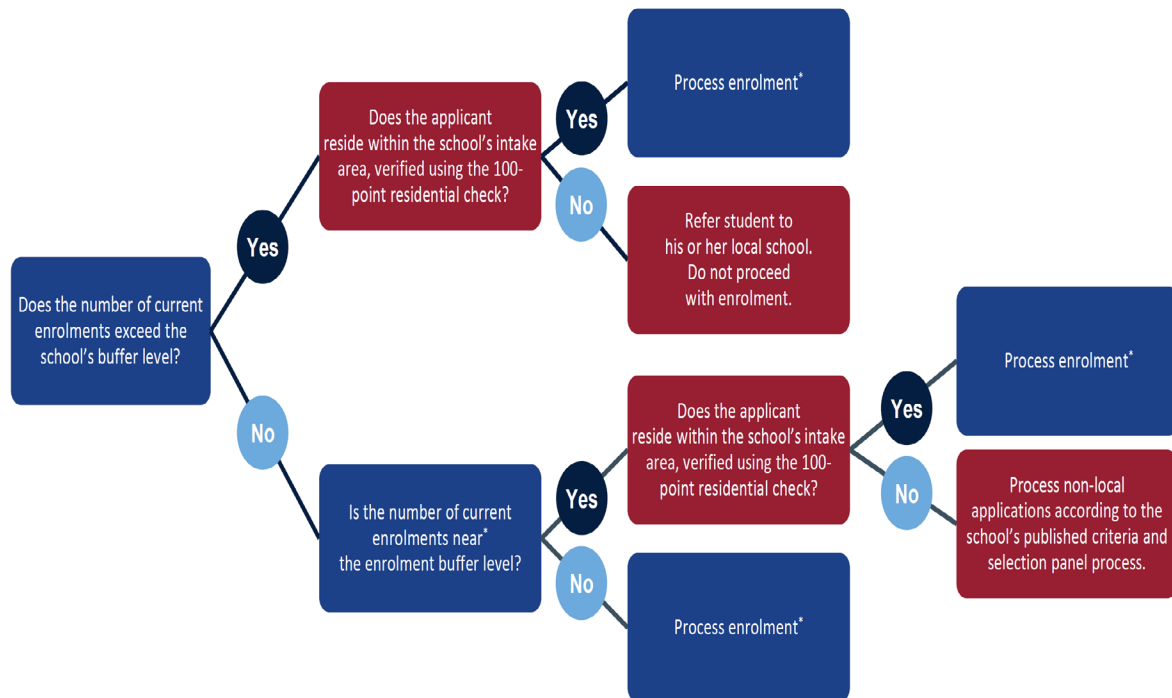 Does the number of current
enrolments exceed the
school's buffer level?
Yes
Does the applicant
reside within the school's intake
area, verified using the 100-
point residential check?
Yes
Process enrolment*
No
Refer student to
his or her local school.
Do not proceed
with enrolment.
No
Is the number of current
enrolments near*
the enrolment buffer level?
Yes
Does the applicant
reside within the school's intake
area, verified using the 100-
point residential check?
Yes
Process enrolment*
No
Process non-local
applications according to the
school's published criteria and
selection panel process.
No
Process enrolment*